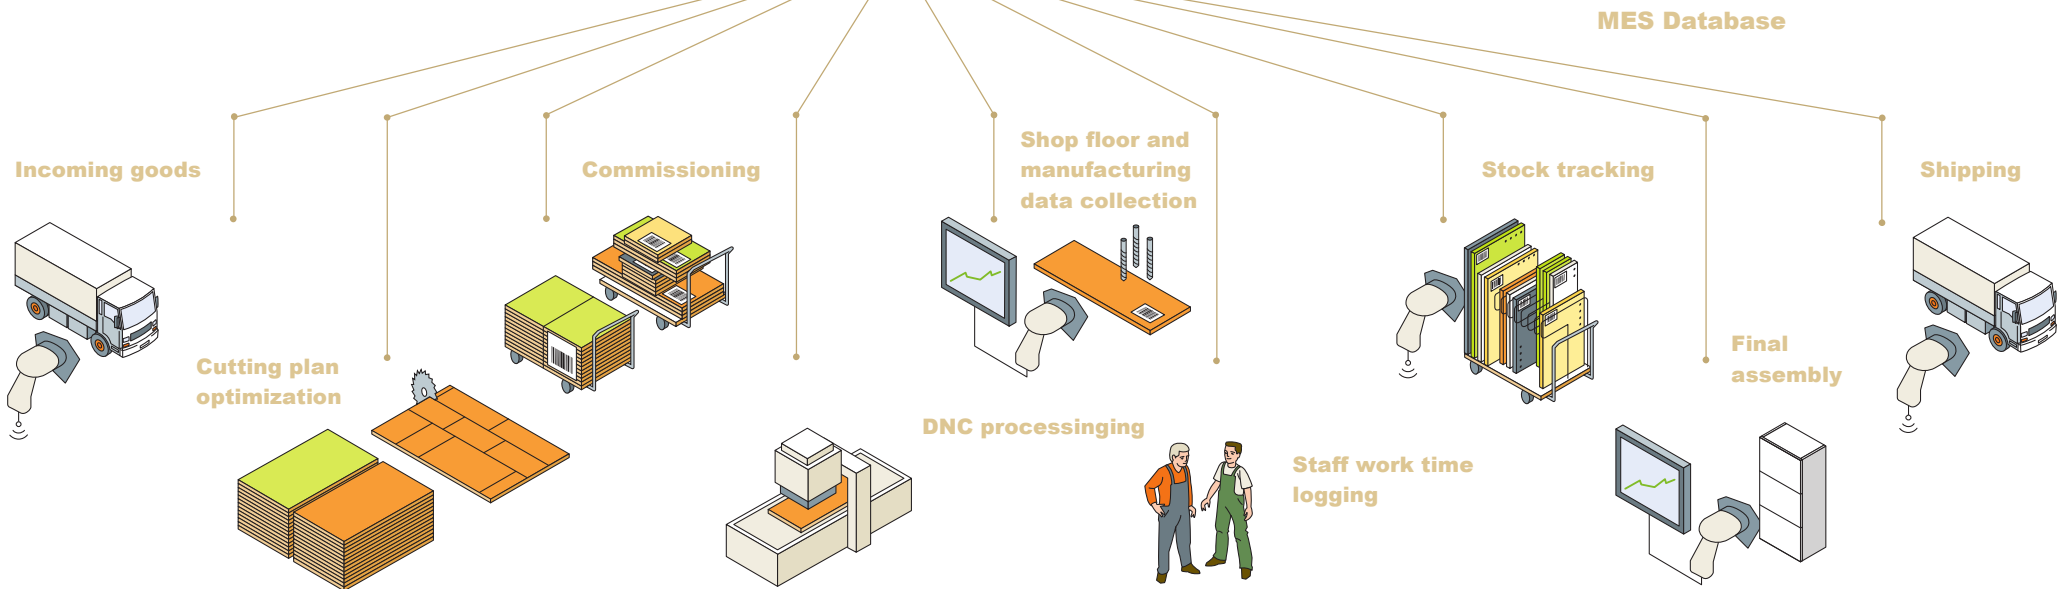 MES Database
Incoming goods
Cutting plan
optimization
Commissioning
DNC processinging
Shop floor and
manufacturing
data collection
Staff work time
logging
Stock tracking
Final
assembly
Shipping